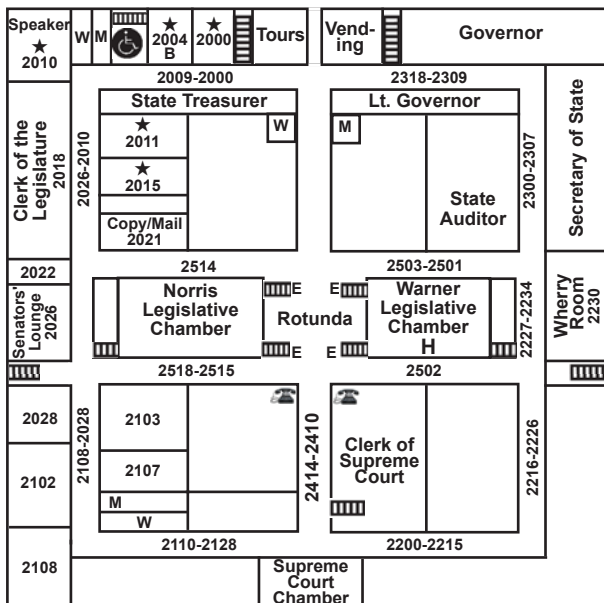 Speaker
★
2010
W
M
★
2004
B
★
2000
Tours
Vend-
ing
Governor
2009-2000
2318-2309
State Treasurer
Lt. Governor
Clerk of the
Legislature
2018
2026-2010
★
2011
W
M
★
2015
Copy/Mail
2021
State
Auditor
2300-2307
Secretary of State
2022
2514
2503-2501
Senators'
Lounge
2026
Norris
Legislative
Chamber
E
E
Rotunda
E
E
Warner
Legislative
Chamber
H
2227-2234
Wherry
Room
2230
2518-2515
2502
2028
2102
2108
2108-2028
2103
2107
M
W
2414-2410
Clerk of
Supreme
Court
2216-2226
2110-2128
2200-2215
Supreme
Court
Chamber